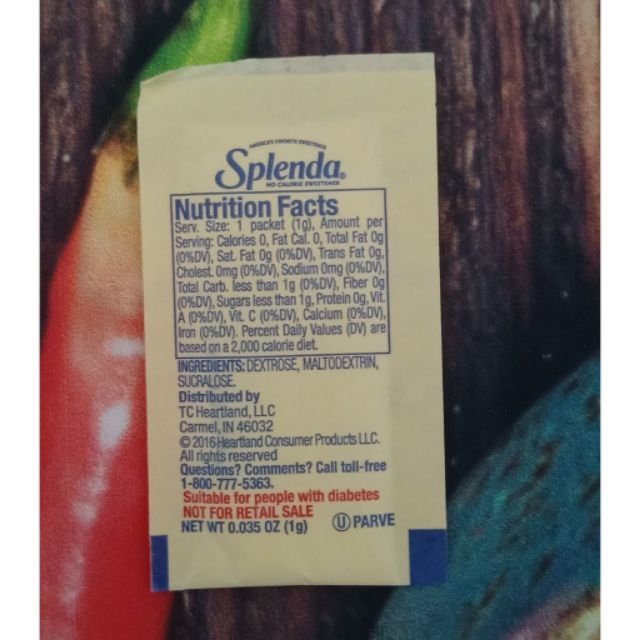 AMERICA'S FAVORITE SWEETENER
Splenda®
NO CALORIE SWEETENER
Nutrition Facts
Serv. Size: 1 packet (1g), Amount per
Serving: Calories 0, Fat Cal. 0, Total Fat 0g
(0%DV), Sat. Fat 0g (0%DV), Trans Fat 0g,
Cholest. 0mg (0%DV), Sodium 0mg (0%DV),
Total Carb. less than 1g (0%DV), Fiber 0g
(0%DV), Sugars less than 1g, Protein 0g, Vit.
A (0%DV), Vit. C (0%DV), Calcium (0%DV),
Iron (0%DV). Percent Daily Values (DV) are
based on a 2,000 calorie diet.
INGREDIENTS: DEXTROSE, MALTODEXTRIN,
SUCRALOSE.
Distributed by
TC Heartland, LLC
Carmel, IN 46032
© 2016 Heartland Consumer Products LLC.
All rights reserved
Questions? Comments? Call toll-free
1-800-777-5363.
Suitable for people with diabetes
NOT FOR RETAIL SALE
NET WT 0.035 OZ (1g)
Ⓤ PARVE